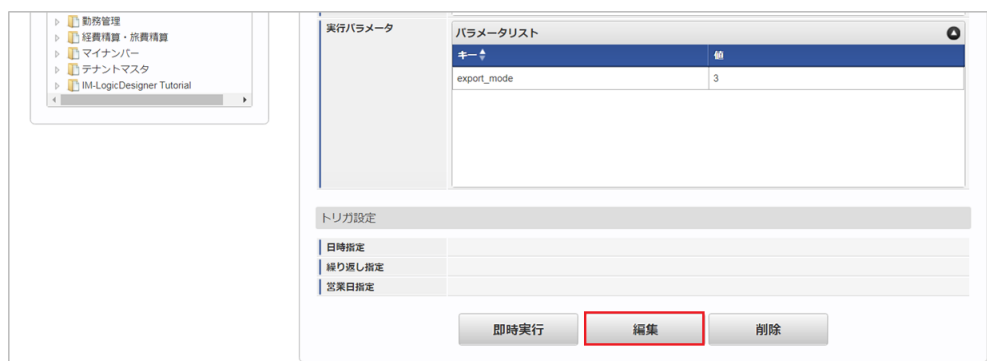 勤務管理
経費精算・旅費精算
マイナンバー
テナントマスタ
IM-LogicDesigner Tutorial
実行パラメータ
パラメータリスト
キー 値
export_mode 3
トリガ設定
日時指定
繰り返し指定
営業日指定
即時実行 編集 削除